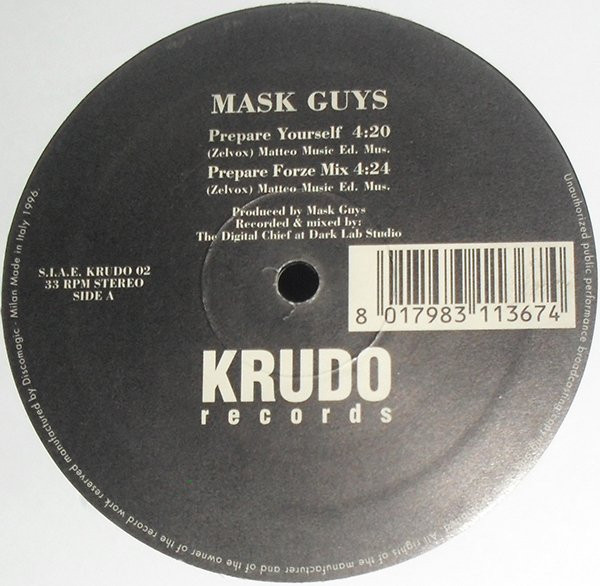 MASK GUYS
Prepare Yourself 4:20
(Zelvox) Matteo Music Ed. Mus.
Prepare Forze Mix 4:24
(Zelvox) Matteo Music Ed. Mus.
Produced by Mask Guys
Recorded & mixed by:
The Digital Chief at Dark Lab Studio
S.I.A.E. KRUDO 02
33 RPM STEREO
SIDE A
8 017983 113674
KRUDO
records
Unauthorized public performance broadcasting
All rights of the manufacturer and of the owner of the record work reserved manufactured by Discomagic - Milan Made in Italy 1996.